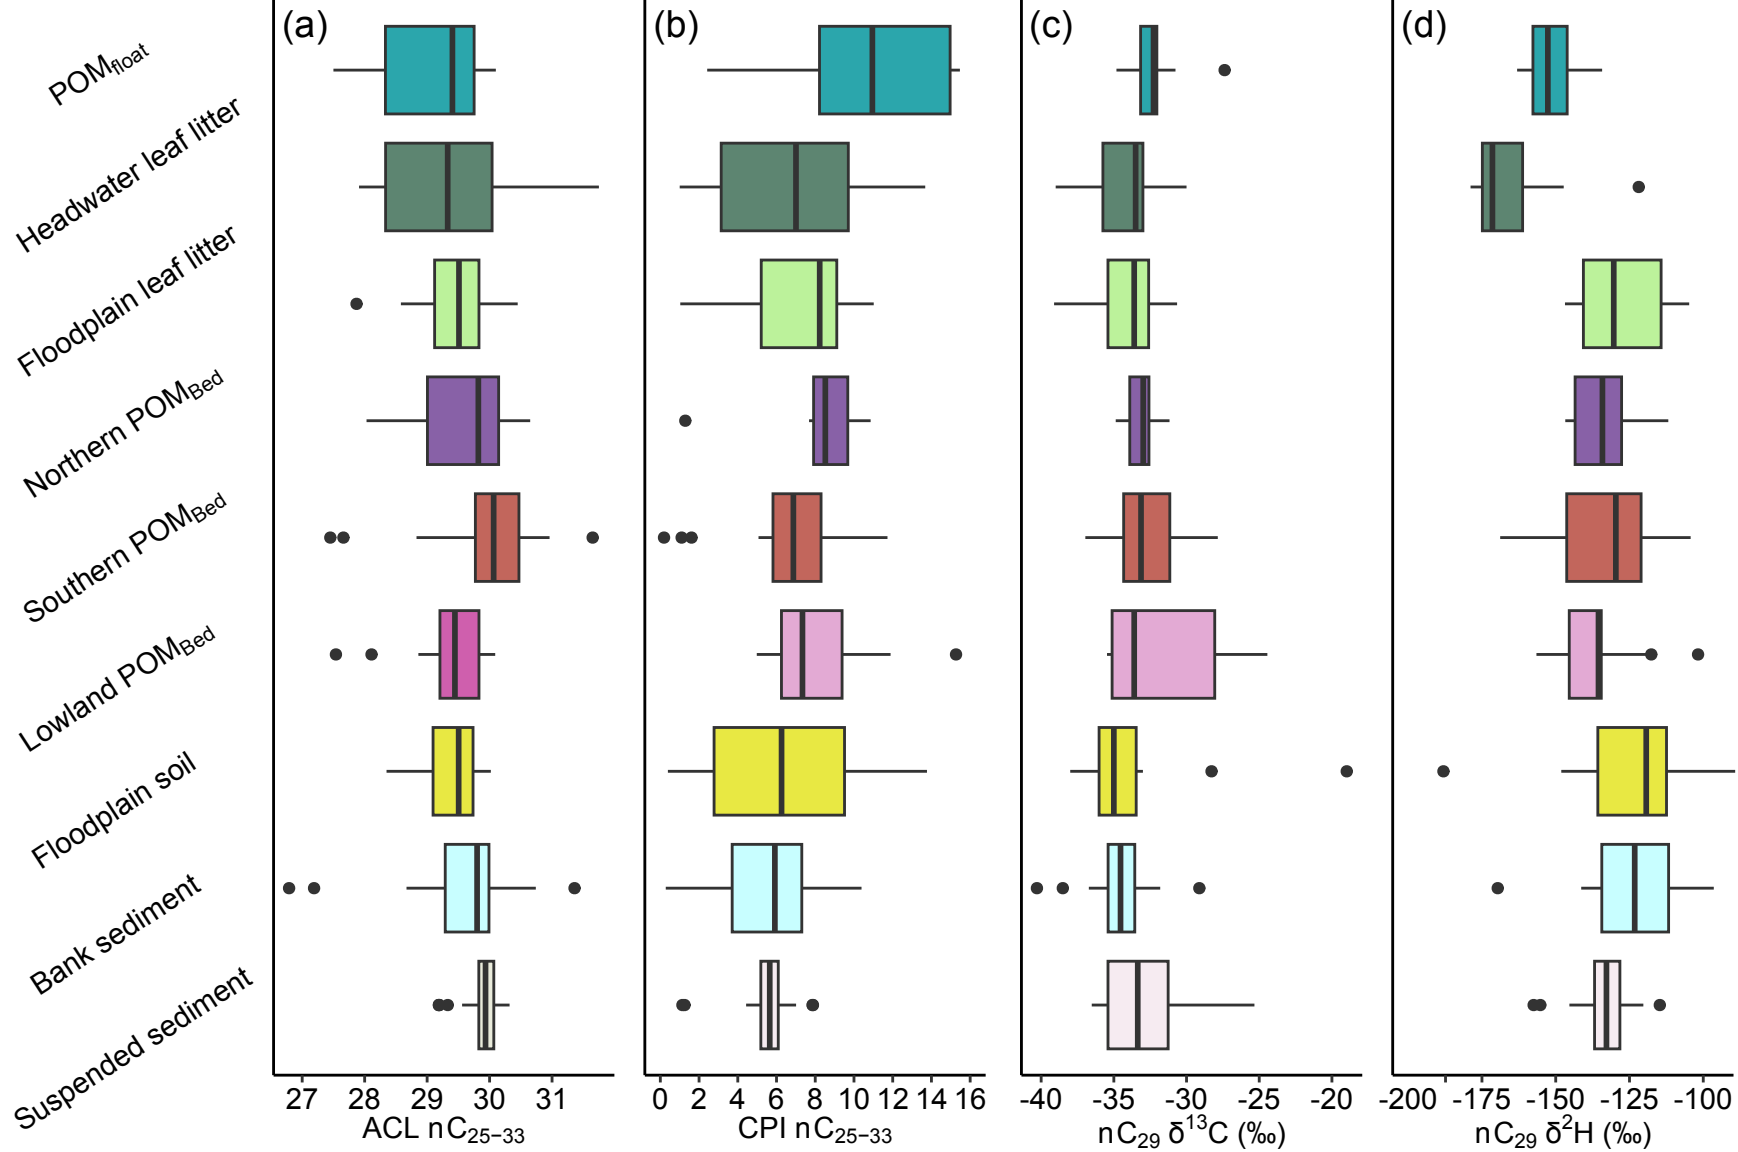 (a) (b) (c) (d)
POMfloat
Headwater leaf litter
Floodplain leaf litter
Northern POMBed
Southern POMBed
Lowland POMBed
Floodplain soil
Bank sediment
Suspended sediment
27 28 29 30 31
0 2 4 6 8 10 12 14 16
-40 -35 -30 -25 -20
-200 -175 -150 -125 -100
ACL nC25−33
CPI nC25−33
nC29 δ13C (‰)
nC29 δ2H (‰)